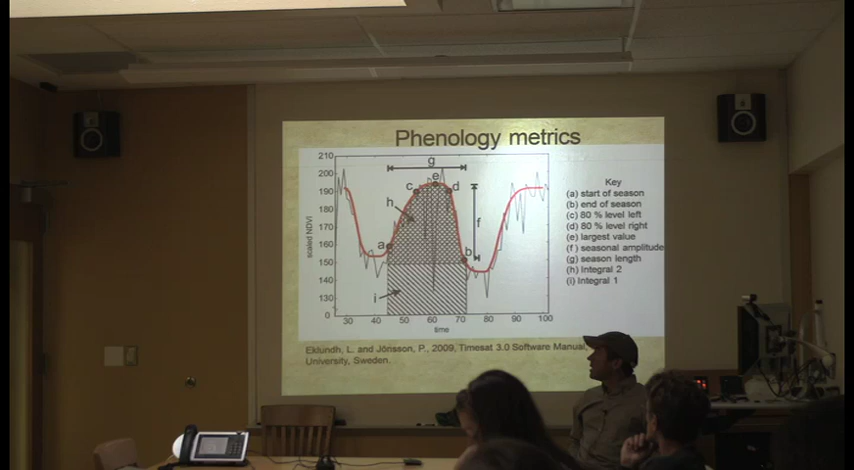 Phenology metrics
210
200
190
180
170
160
150
140
130
0
scaled NDVI
30 40 50 60 70 80 90 100
time
g
e
c
d
h
f
a
b
i
Key
(a) start of season
(b) end of season
(c) 80 % level left
(d) 80 % level right
(e) largest value
(f) seasonal amplitude
(g) season length
(h) Integral 2
(i) Integral 1
Eklundh, L. and Jönsson, P., 2009, Timesat 3.0 Software Manual,
University, Sweden.